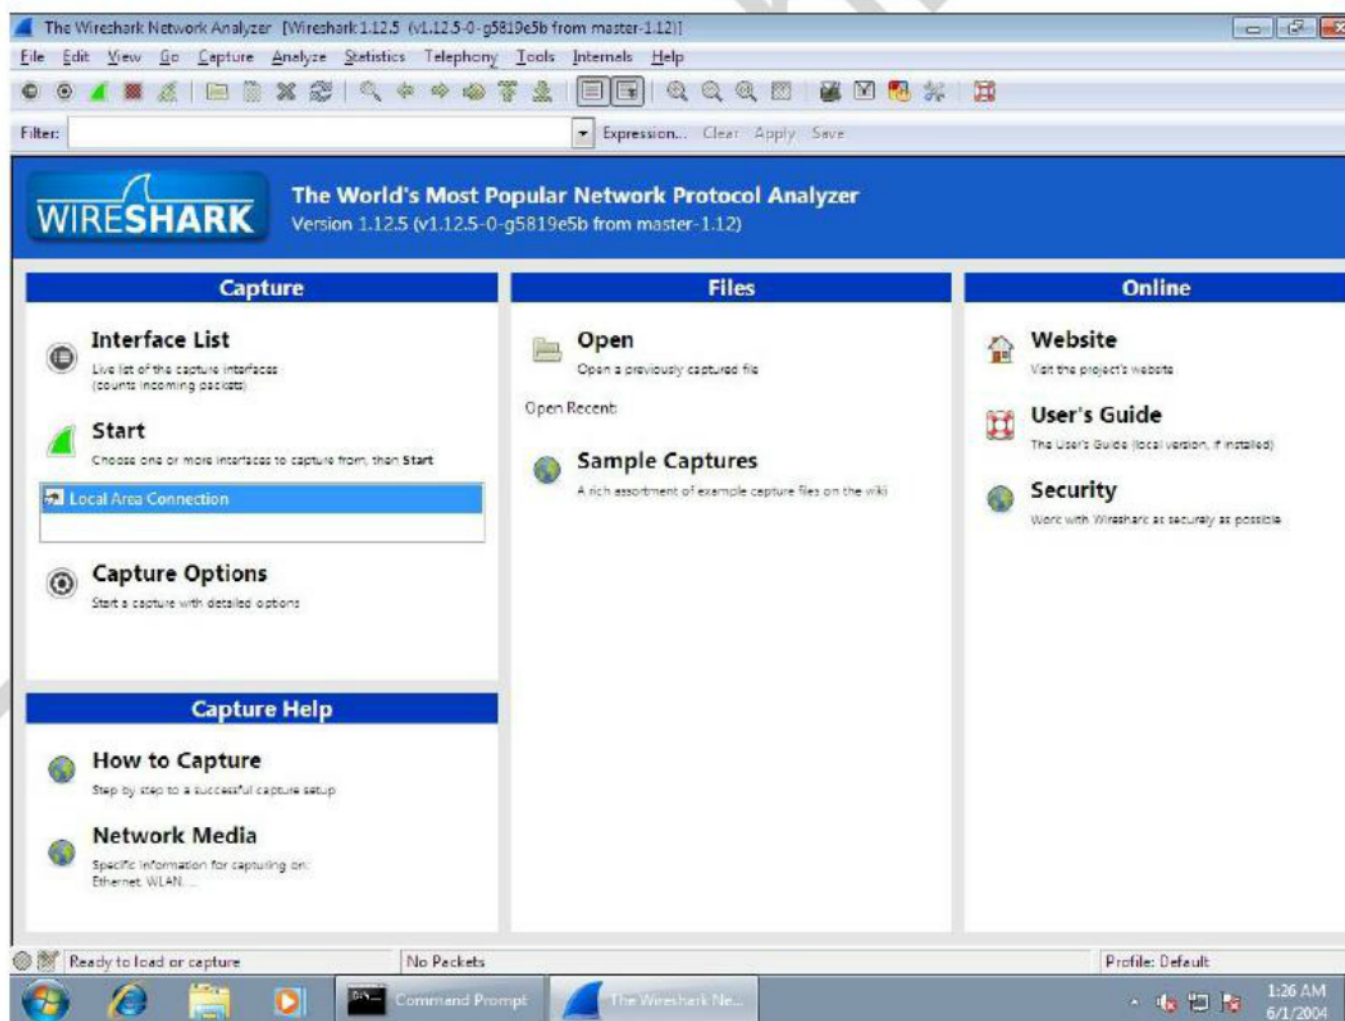 The Wireshark Network Analyzer [Wireshark 1.12.5 (v1.12.5-0-g5819e5b from master-1.12)]
File Edit View Go Capture Analyze Statistics Telephony Tools Internals Help
Filter: Expression... Clear Apply Save
WIRESHARK
The World's Most Popular Network Protocol Analyzer
Version 1.12.5 (v1.12.5-0-g5819e5b from master-1.12)
Capture
Interface List
Live list of the capture interfaces
(counts incoming packets)
Start
Choose one or more interfaces to capture from, then Start
Local Area Connection
Capture Options
Start a capture with detailed options
Capture Help
How to Capture
Step by step to a successful capture setup
Network Media
Specific information for capturing on:
Ethernet, WLAN, ...
Files
Open
Open a previously captured file
Open Recent:
Sample Captures
A rich assortment of example capture files on the wiki
Online
Website
Visit the project's website
User's Guide
The User's Guide (local version, if installed)
Security
Work with Wireshark as securely as possible
Ready to load or capture No Packets Profile: Default
Command Prompt The Wireshark Ne...
1:26 AM
6/1/2004